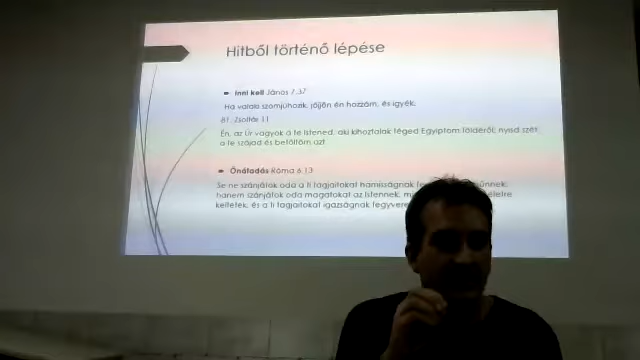 Hitből történő lépése
Inni kell János 7.37
Ha valaki szomjúhozik, jöjjön én hozzám, és igyék.
81. Zsoltár 11
Én, az Úr vagyok a te Istened, aki kihoztalak téged Egyiptom földéről; nyisd szét
a te szájad és betöltöm azt
Önátadás Róma 6.13
Se ne szánjátok oda a ti tagjaitokat hamisságnak
hanem szánjátok oda magatokat az Istennek,
keltetek, és a ti tagjaitokat igazságnak